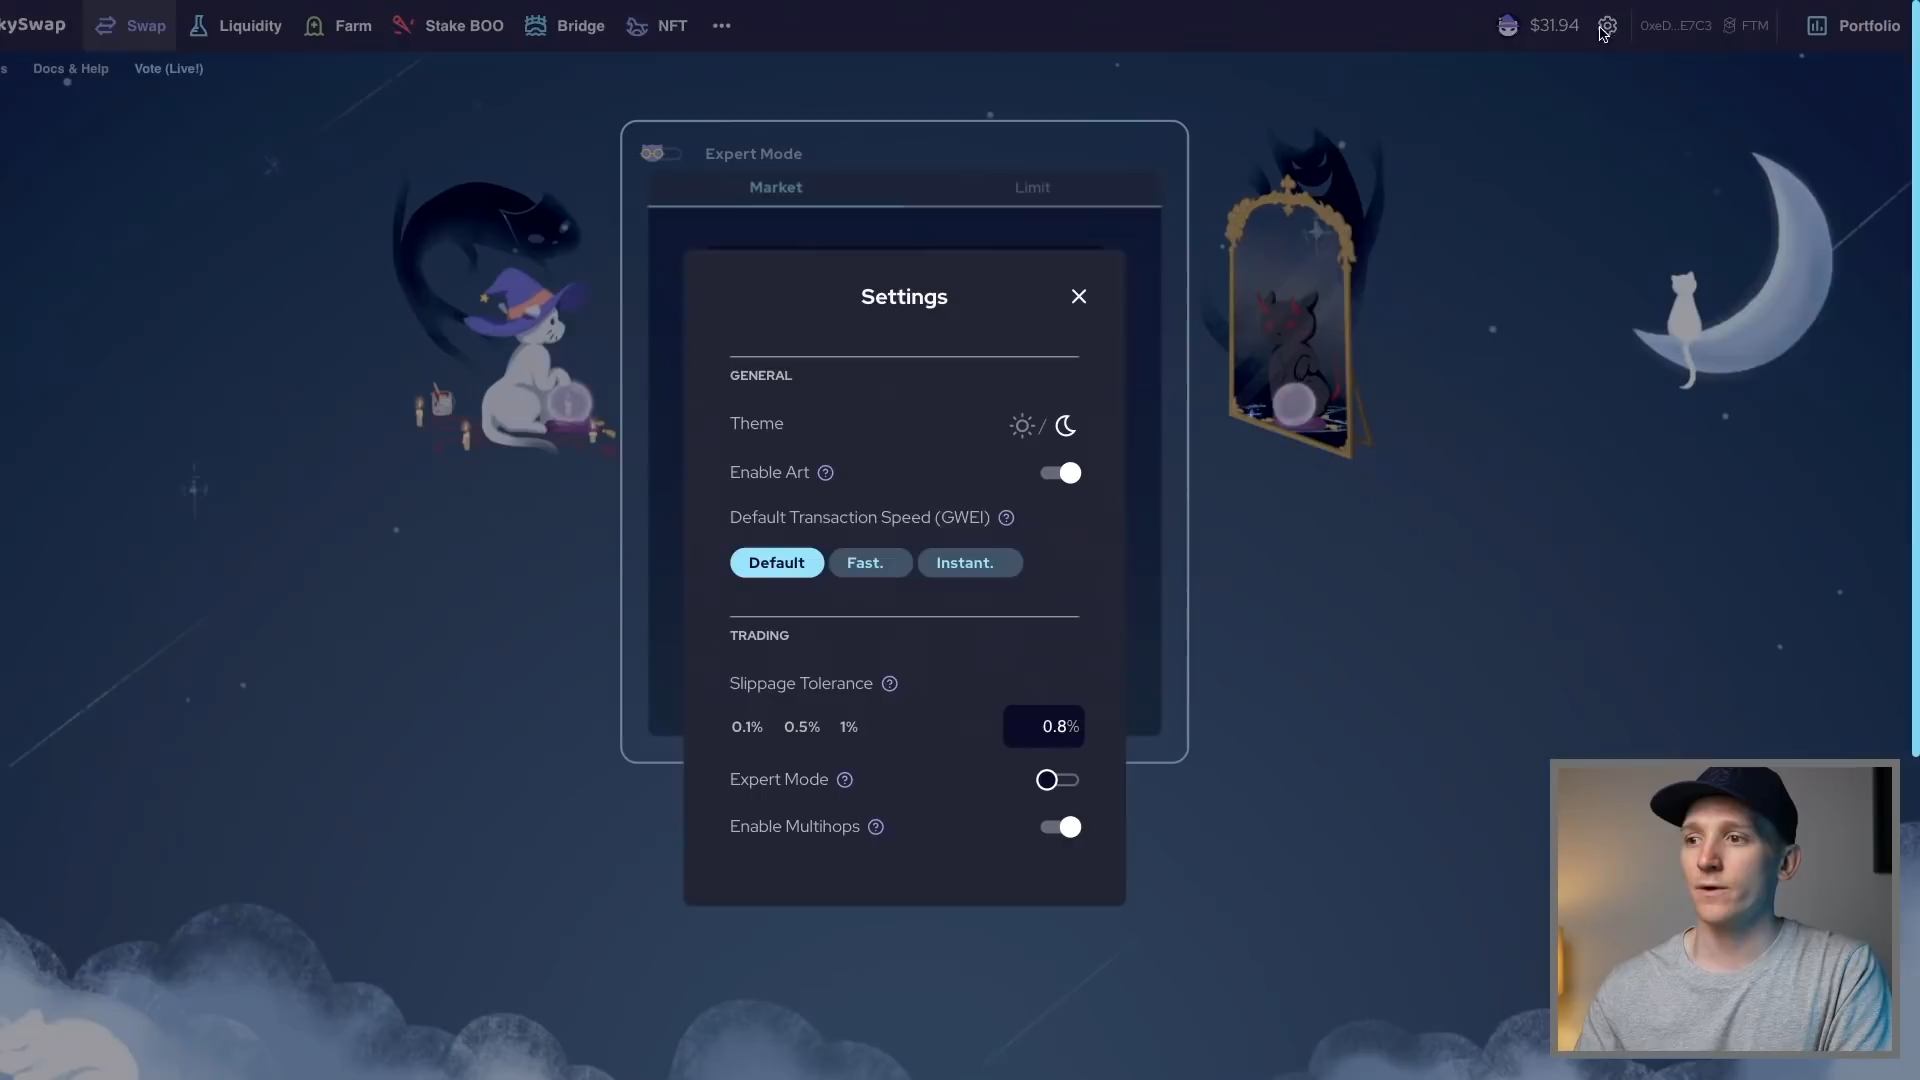 kySwap
Swap
Liquidity
Farm
Stake BOO
Bridge
NFT
$31.94
0xeD...E7C3
FTM
Portfolio
s
Docs & Help
Vote (Live!)
Expert Mode
Market
Limit
Settings
GENERAL
Theme
/
Enable Art
Default Transaction Speed (GWEI)
Default
Fast.
Instant.
TRADING
Slippage Tolerance
0.1%
0.5%
1%
0.8%
Expert Mode
Enable Multihops